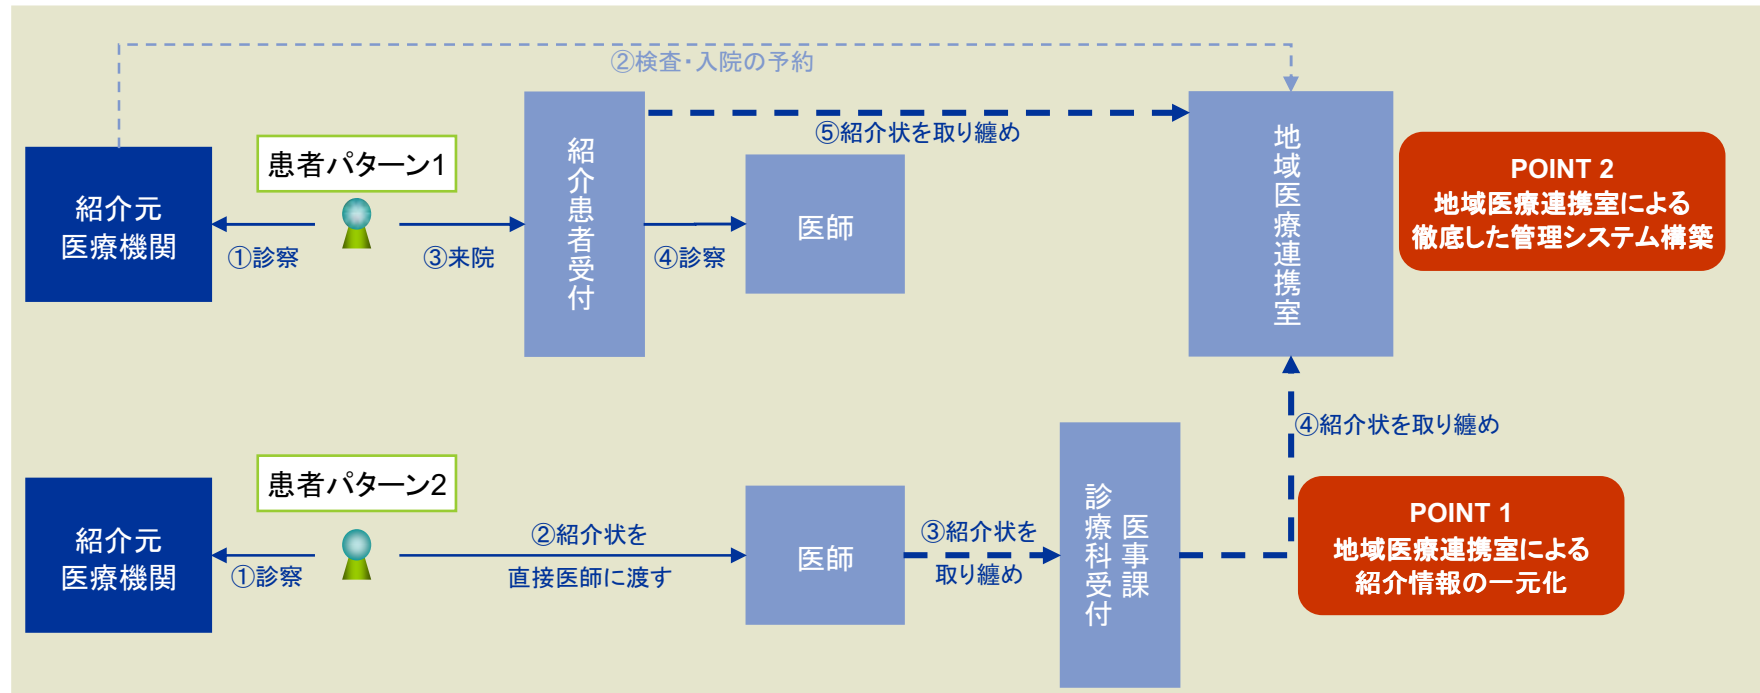 ②検査・入院の予約
⑤紹介状を取り纏め
患者パターン1
紹介元
医療機関
①診察
③来院
紹介患者受付
④診察
医師
地域医療連携室
POINT 2
地域医療連携室による
徹底した管理システム構築
④紹介状を取り纏め
患者パターン2
紹介元
医療機関
①診察
②紹介状を
直接医師に渡す
医師
③紹介状を
取り纏め
医事課
診療科受付
POINT 1
地域医療連携室による
紹介情報の一元化